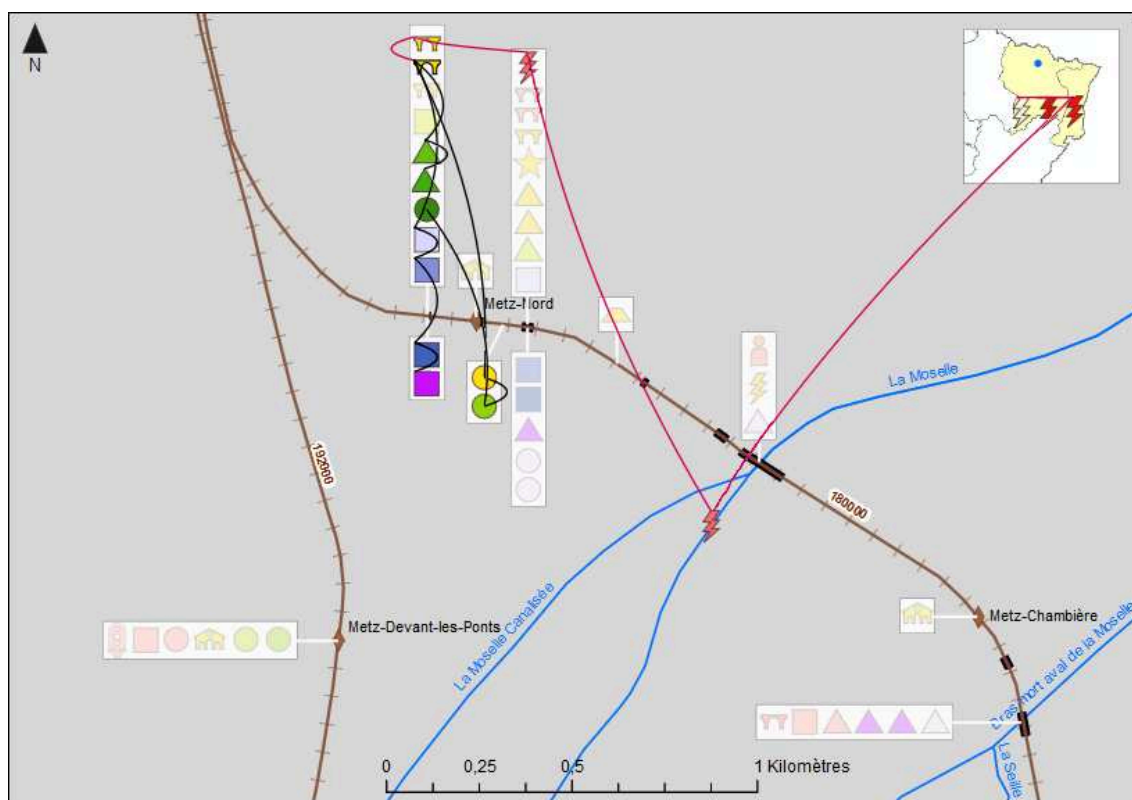 N
Metz-Nord
La Moselle
192000
180000
La Moselle Canalisée
Metz-Devant-les-Ponts
Metz-Chambière
Bras mort aval de la Moselle
La Seille
0 0,25 0,5 1 Kilomètres